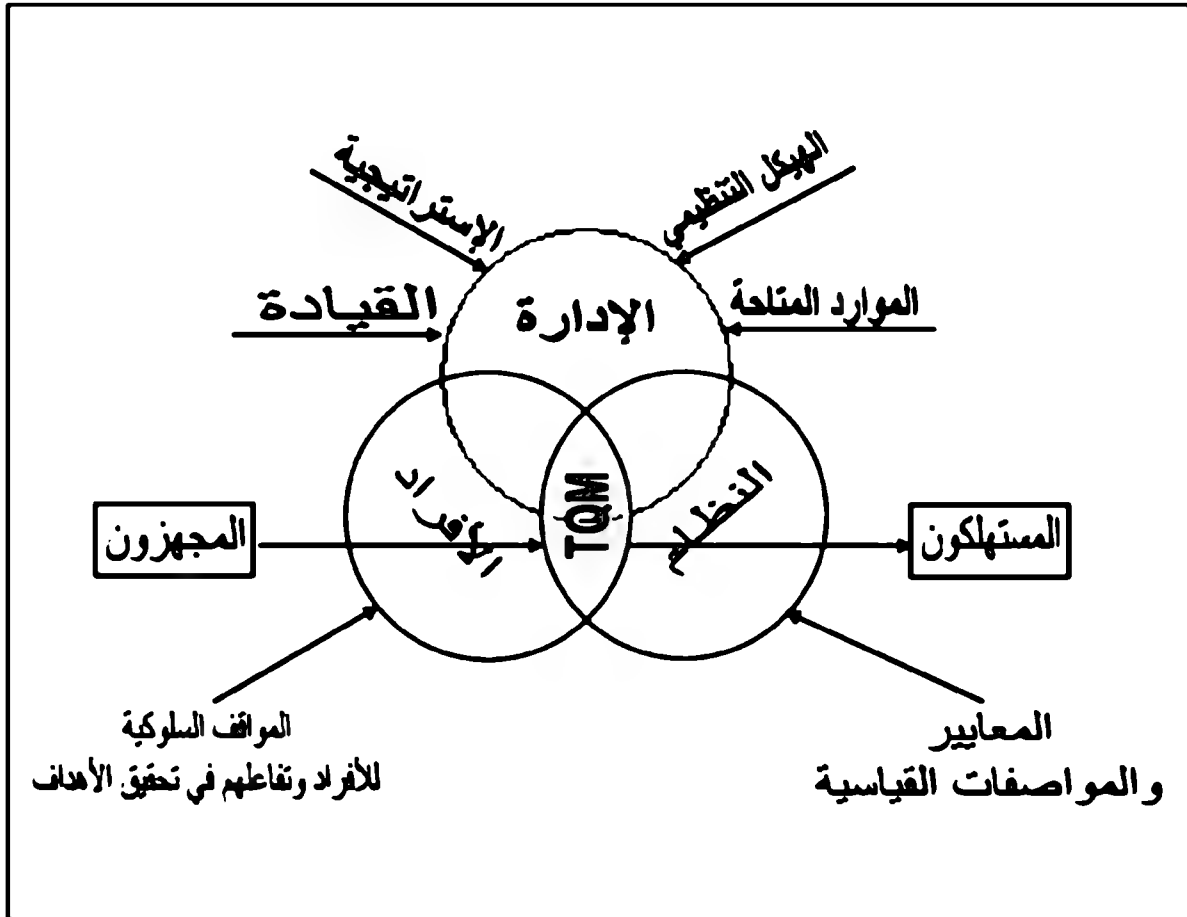 الهيكل التنظيمي
الإستراتيجية
الموارد المتاحة
القيادة
الإدارة
النظام
TQM
الأفراد
المستهلكون
المجهزون
المعايير
والمواصفات القياسية
المواقف السلوكية
للأفراد وتفاعلهم في تحقيق الأهداف